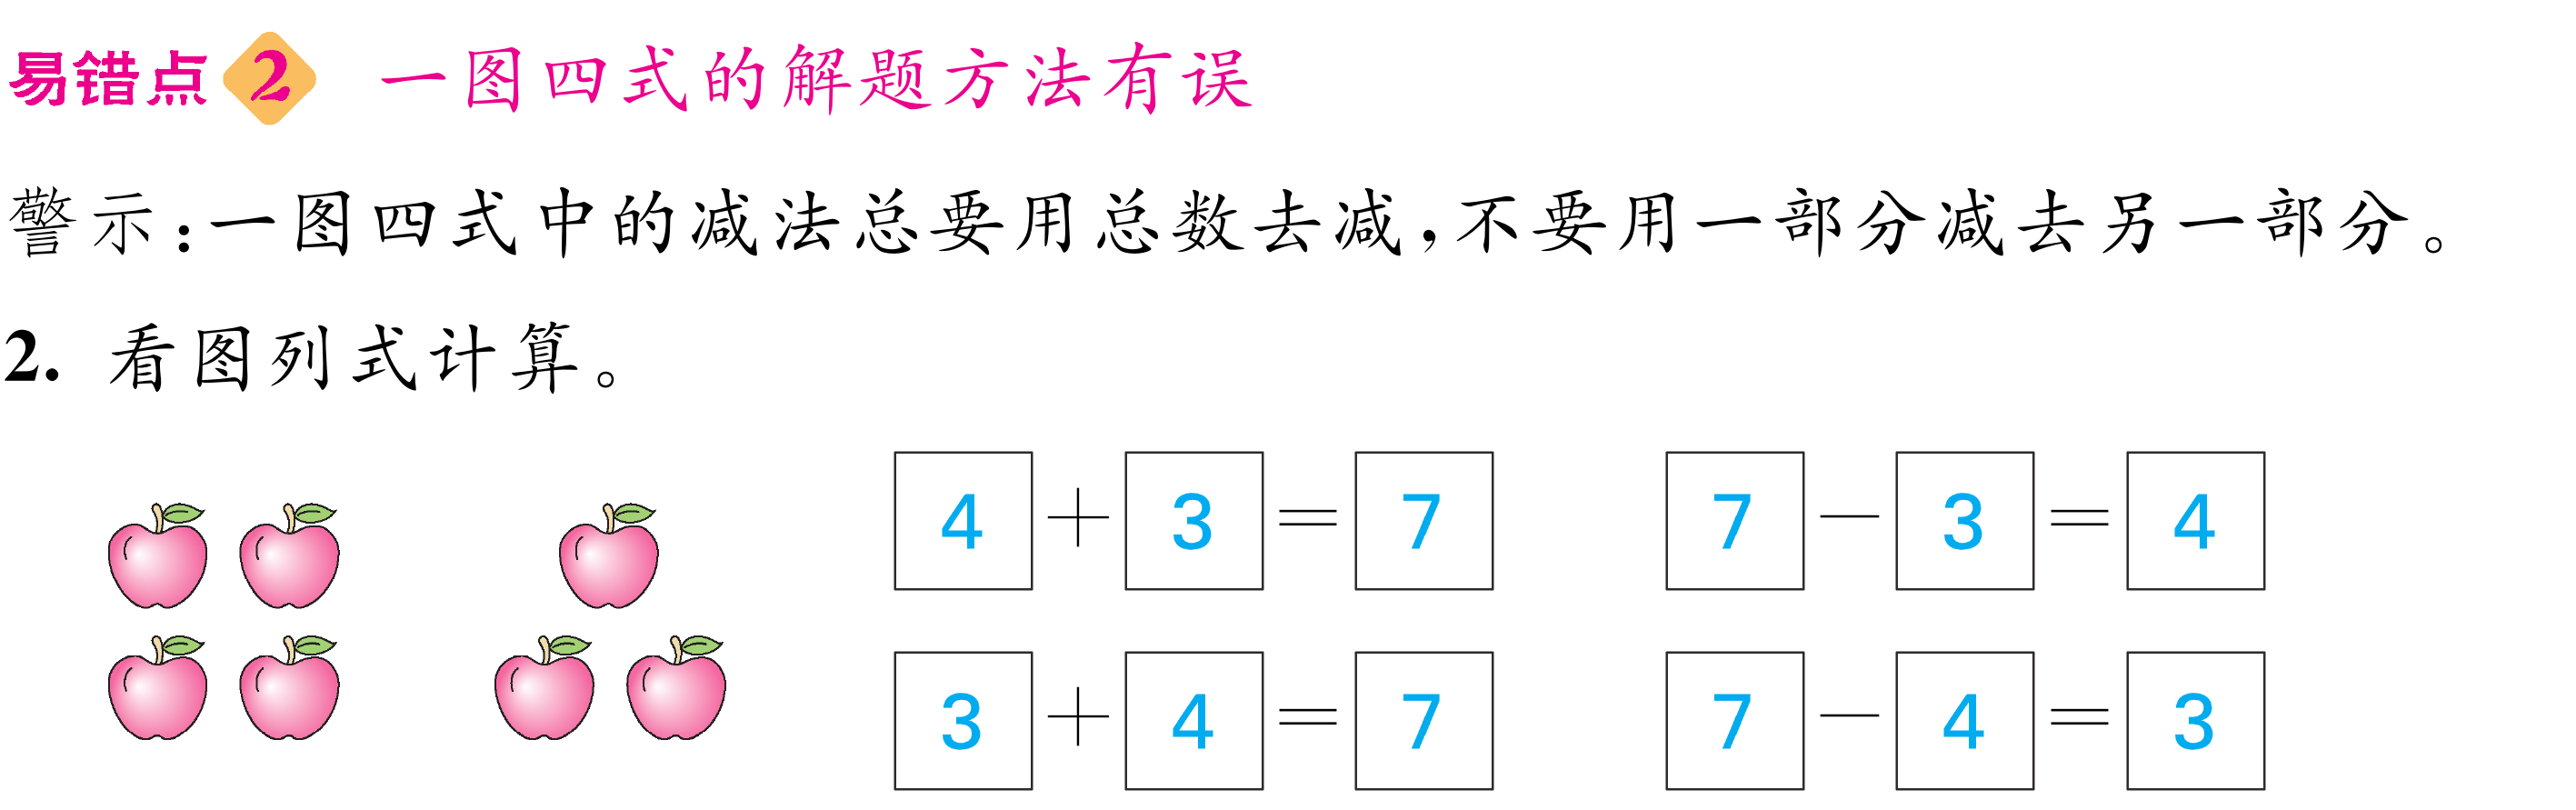 易错点2 一图四式的解题方法有误
警示:一图四式中的减法总要用总数去减,不要用一部分减去另一部分。
2. 看图列式计算。
4+3=7 7-3=4
3+4=7 7-4=3